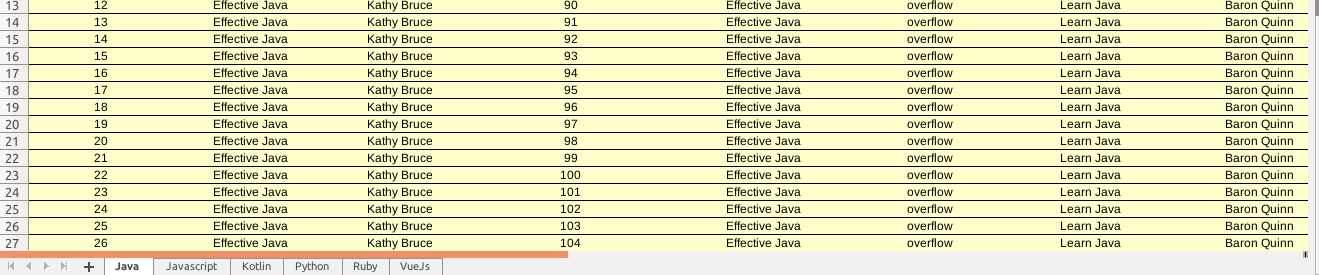 13 12 Effective Java Kathy Bruce 90 Effective Java overflow Learn Java Baron Quinn
14 13 Effective Java Kathy Bruce 91 Effective Java overflow Learn Java Baron Quinn
15 14 Effective Java Kathy Bruce 92 Effective Java overflow Learn Java Baron Quinn
16 15 Effective Java Kathy Bruce 93 Effective Java overflow Learn Java Baron Quinn
17 16 Effective Java Kathy Bruce 94 Effective Java overflow Learn Java Baron Quinn
18 17 Effective Java Kathy Bruce 95 Effective Java overflow Learn Java Baron Quinn
19 18 Effective Java Kathy Bruce 96 Effective Java overflow Learn Java Baron Quinn
20 19 Effective Java Kathy Bruce 97 Effective Java overflow Learn Java Baron Quinn
21 20 Effective Java Kathy Bruce 98 Effective Java overflow Learn Java Baron Quinn
22 21 Effective Java Kathy Bruce 99 Effective Java overflow Learn Java Baron Quinn
23 22 Effective Java Kathy Bruce 100 Effective Java overflow Learn Java Baron Quinn
24 23 Effective Java Kathy Bruce 101 Effective Java overflow Learn Java Baron Quinn
25 24 Effective Java Kathy Bruce 102 Effective Java overflow Learn Java Baron Quinn
26 25 Effective Java Kathy Bruce 103 Effective Java overflow Learn Java Baron Quinn
27 26 Effective Java Kathy Bruce 104 Effective Java overflow Learn Java Baron Quinn
Java Javascript Kotlin Python Ruby VueJs